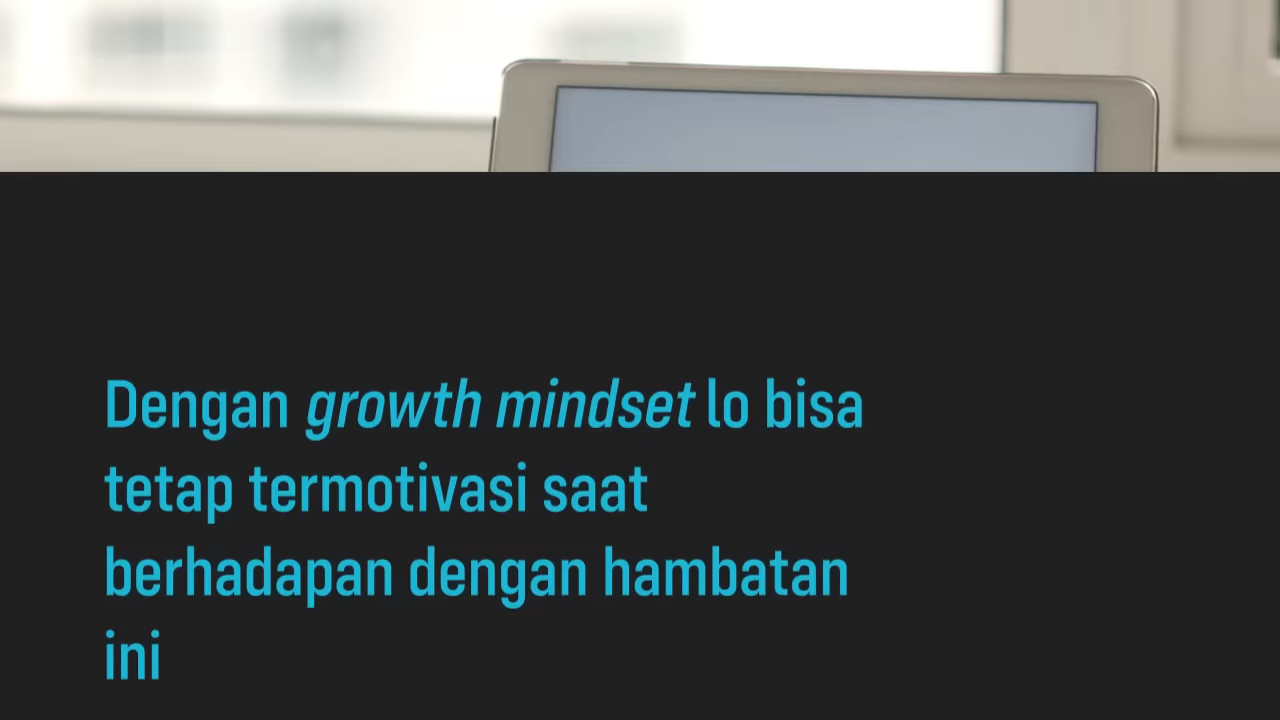 Dengan growth mindset lo bisa
tetap termotivasi saat
berhadapan dengan hambatan
ini